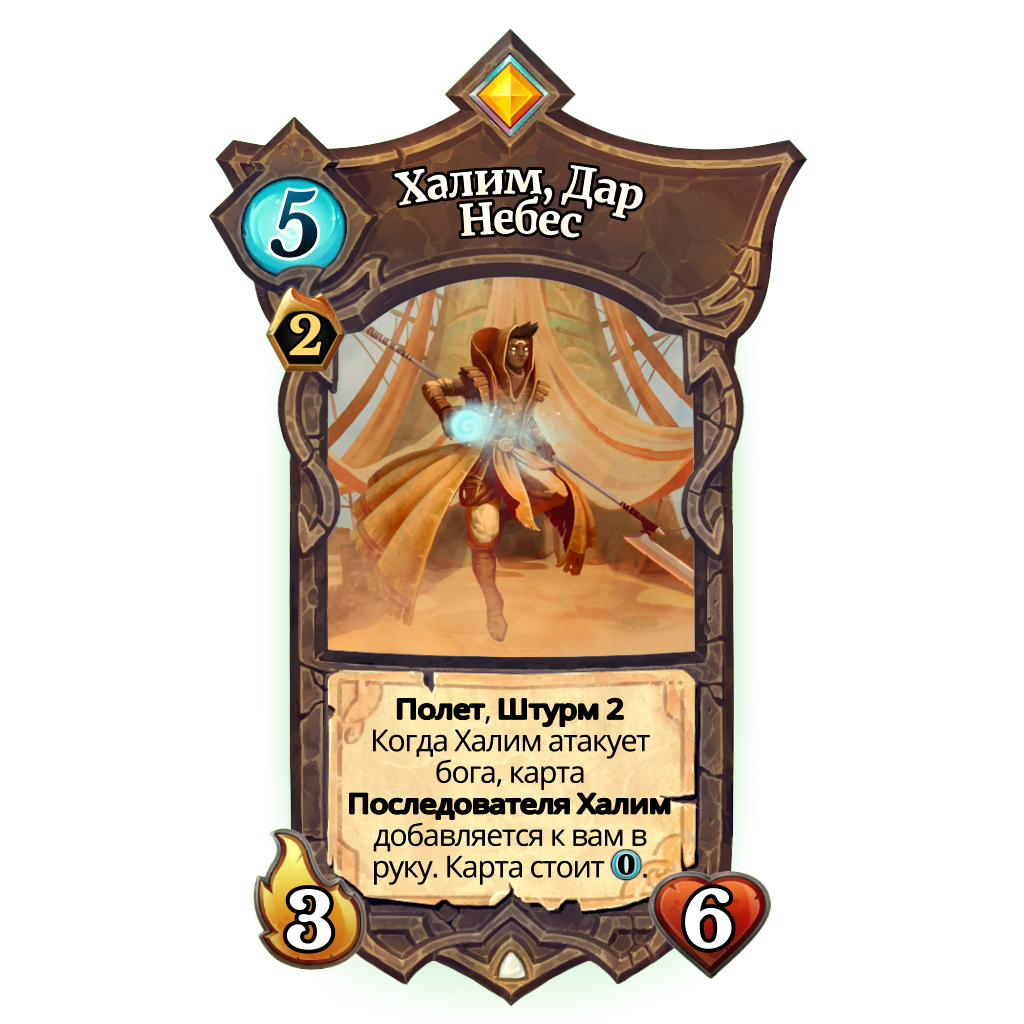 Халим, Дар
Небес
5
2
Полет, Штурм 2
Когда Халим атакует
бога, карта
Последователя Халим
добавляется к вам в
руку. Карта стоит 0.
3
6